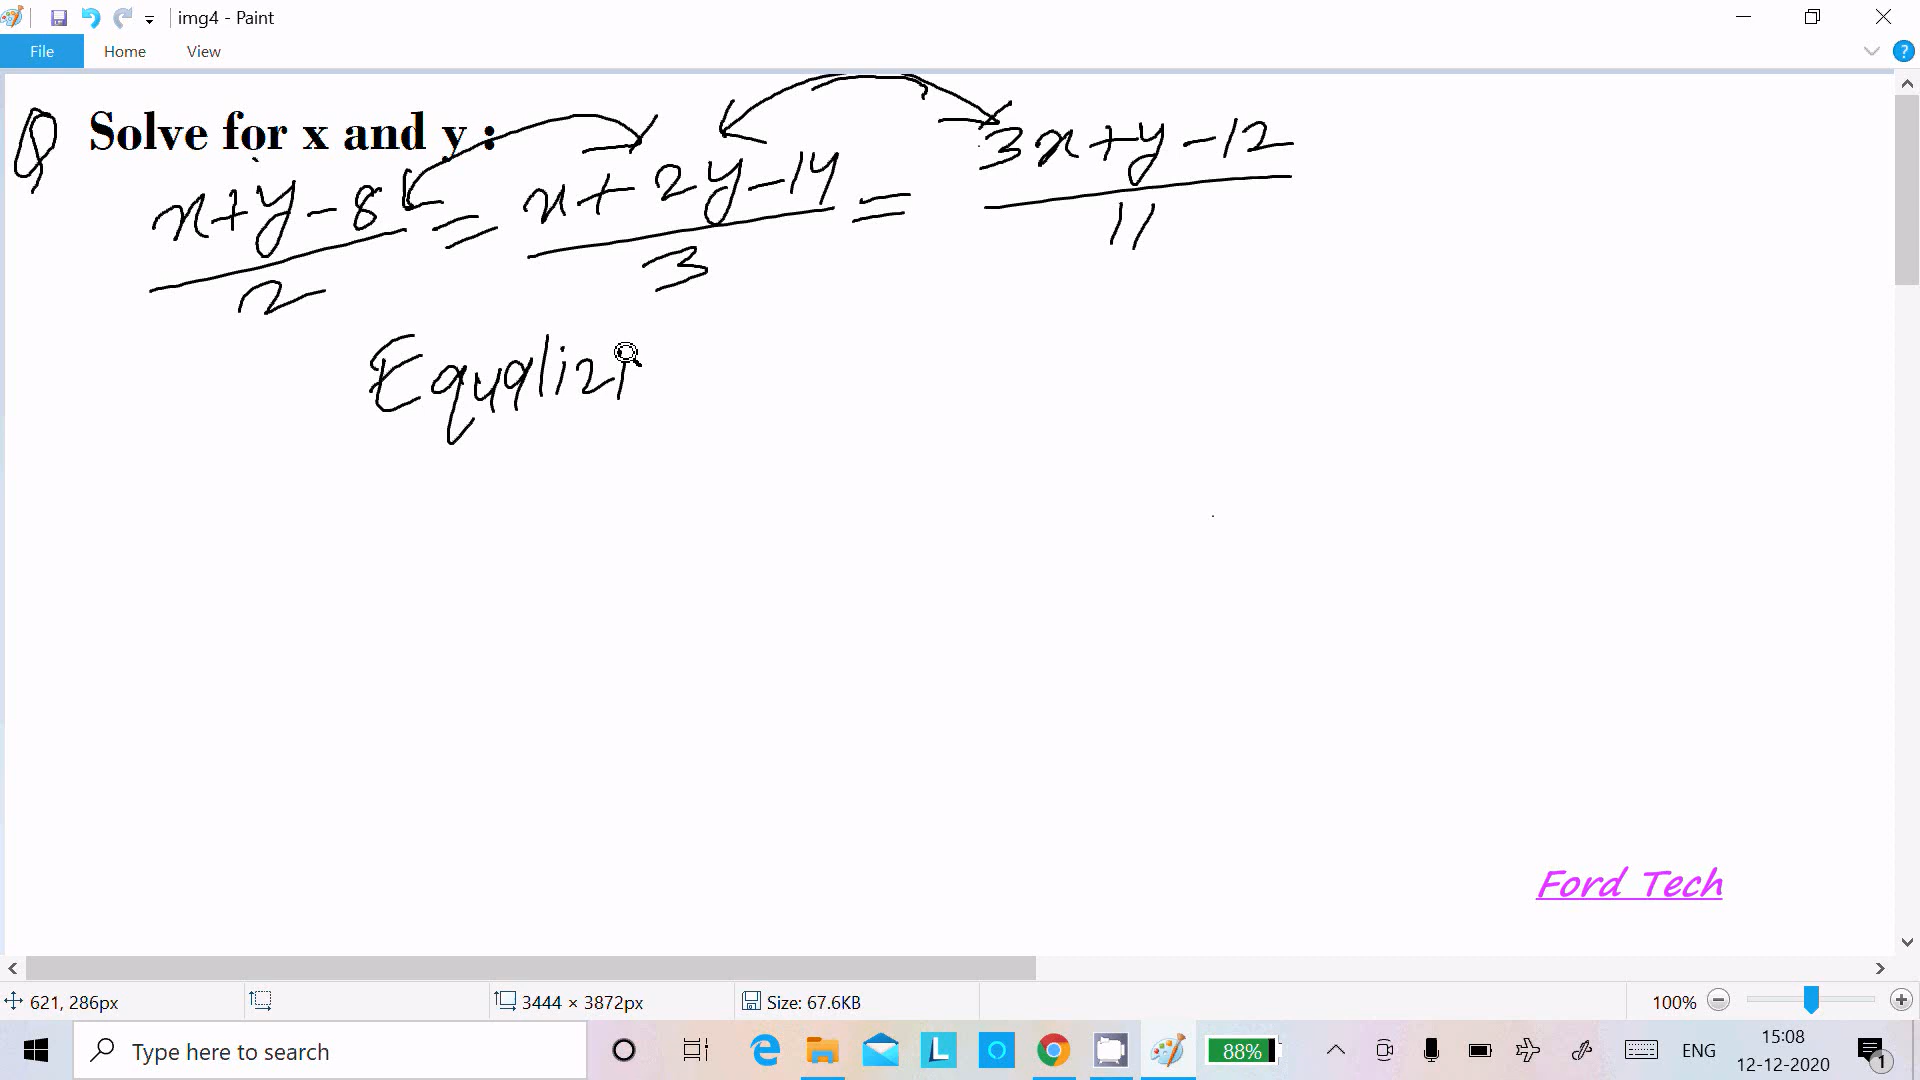 img4 - Paint
File Home View
Q Solve for x and y :
x+y-8 = x+2y-14 = 3x+y-12
2 3 11
Equalizi
Ford Tech
621, 286px 3444 × 3872px Size: 67.6KB 100%
Type here to search 88% ENG 15:08
12-12-2020 1